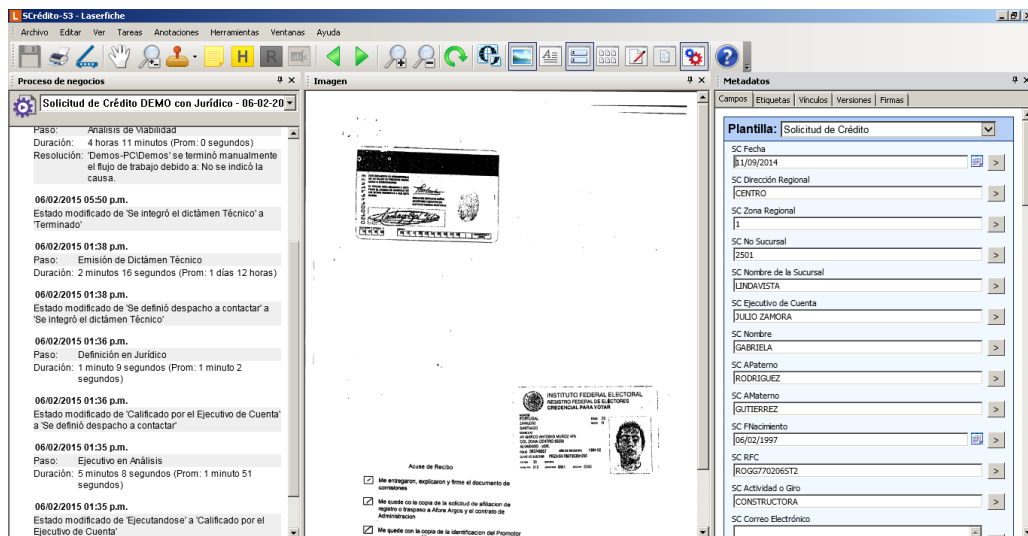 SCrédito-53 - Laserfiche
Archivo Editar Ver Tareas Anotaciones Herramientas Ventanas Ayuda
Proceso de negocios
Solicitud de Crédito DEMO con Jurídico - 06-02-20
Paso: Análisis de Viabilidad
Duración: 4 horas 11 minutos (Prom: 0 segundos)
Resolución: 'Demos-PC\Demos' se terminó manualmente
el flujo de trabajo debido a: No se indicó la
causa.
06/02/2015 05:50 p.m.
Estado modificado de 'Se integró el dictámen Técnico' a
'Terminado'
06/02/2015 01:38 p.m.
Paso: Emisión de Dictámen Técnico
Duración: 2 minutos 16 segundos (Prom: 1 días 12 horas)
06/02/2015 01:38 p.m.
Estado modificado de 'Se definió despacho a contactar' a
'Se integró el dictámen Técnico'
06/02/2015 01:36 p.m.
Paso: Definición en Jurídico
Duración: 1 minuto 9 segundos (Prom: 1 minuto 2
segundos)
06/02/2015 01:36 p.m.
Estado modificado de 'Calificado por el Ejecutivo de Cuenta'
a 'Se definió despacho a contactar'
06/02/2015 01:35 p.m.
Paso: Ejecutivo en Análisis
Duración: 5 minutos 8 segundos (Prom: 1 minuto 51
segundos)
06/02/2015 01:35 p.m.
Estado modificado de 'Ejecutandose' a 'Calificado por el
Ejecutivo de Cuenta'
Imagen
INSTITUTO FEDERAL ELECTORAL
REGISTRO FEDERAL DE ELECTORES
CREDENCIAL PARA VOTAR
Acuse de Recibo
Me entregaron, explicaron y firme el documento de
comisiones
Me quede co la copia de la solicitud de afiliacion de
registro o traspaso a Afore Argos y el contrato de
Administracion
Me quede con la copia de la identificacion del Promotor
Metadatos
Campos Etiquetas Vínculos Versiones Firmas
Plantilla: Solicitud de Crédito
SC Fecha
11/09/2014
SC Dirección Regional
CENTRO
SC Zona Regional
1
SC No Sucursal
2501
SC Nombre de la Sucursal
LINDAVISTA
SC Ejecutivo de Cuenta
JULIO ZAMORA
SC Nombre
GABRIELA
SC APaterno
RODRIGUEZ
SC AMaterno
GUTIERREZ
SC FNacimiento
06/02/1997
SC RFC
ROGG7702065T2
SC Actividad o Giro
CONSTRUCTORA
SC Correo Electrónico